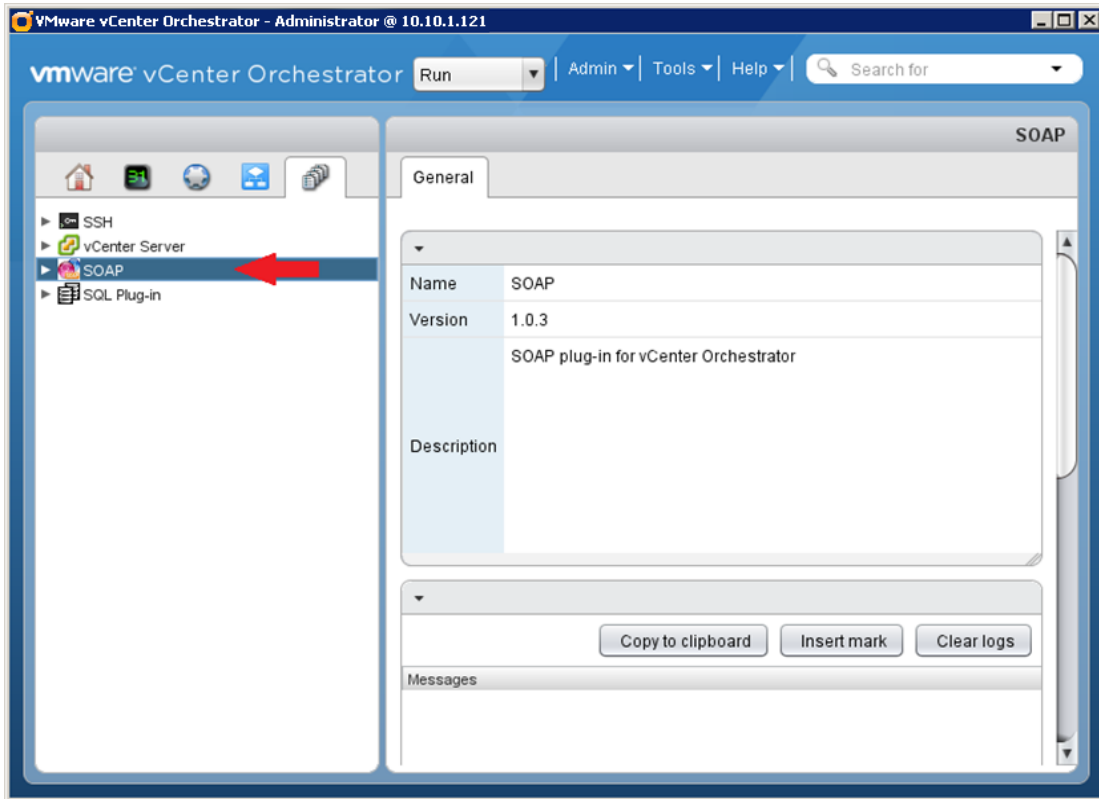 VMware vCenter Orchestrator - Administrator @ 10.10.1.121
vmware vCenter Orchestrator Run Admin Tools Help Search for
SOAP
31
General
SSH
vCenter Server
SOAP
SQL Plug-in
Name SOAP
Version 1.0.3
Description SOAP plug-in for vCenter Orchestrator
Copy to clipboard Insert mark Clear logs
Messages